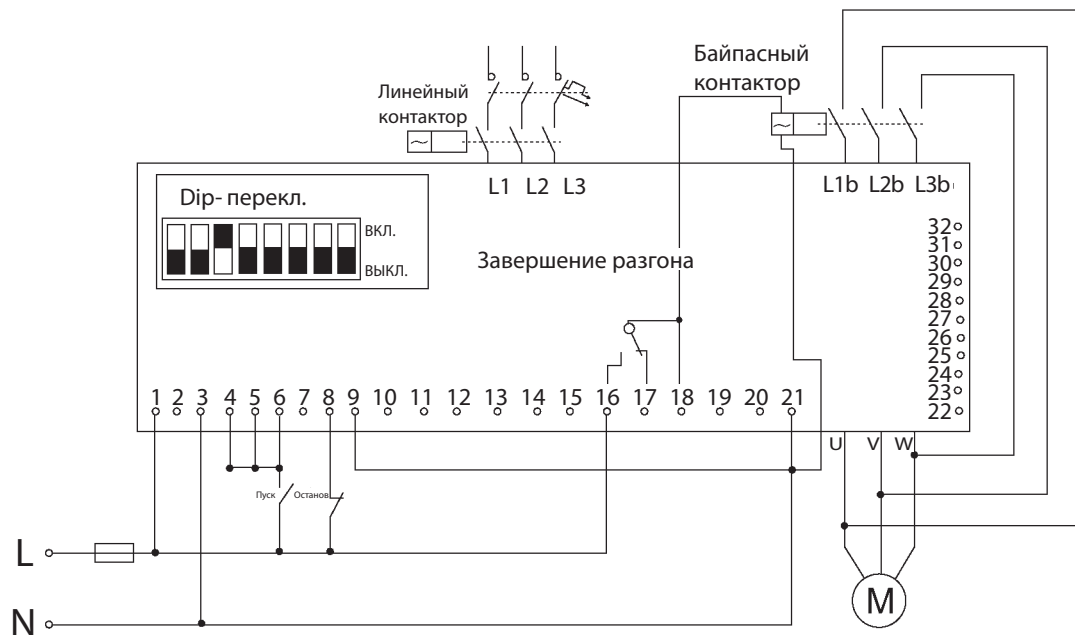 Байпасный
контактор
Линейный
контактор
L1 L2 L3
L1b L2b L3b
Dip- перекл.
ВКЛ.
ВЫКЛ.
Завершение разгона
32
31
30
29
28
27
26
25
24
23
22
1 2 3 4 5 6 7 8 9 10 11 12 13 14 15 16 17 18 19 20 21
U V W
Пуск Останов
L
N
M